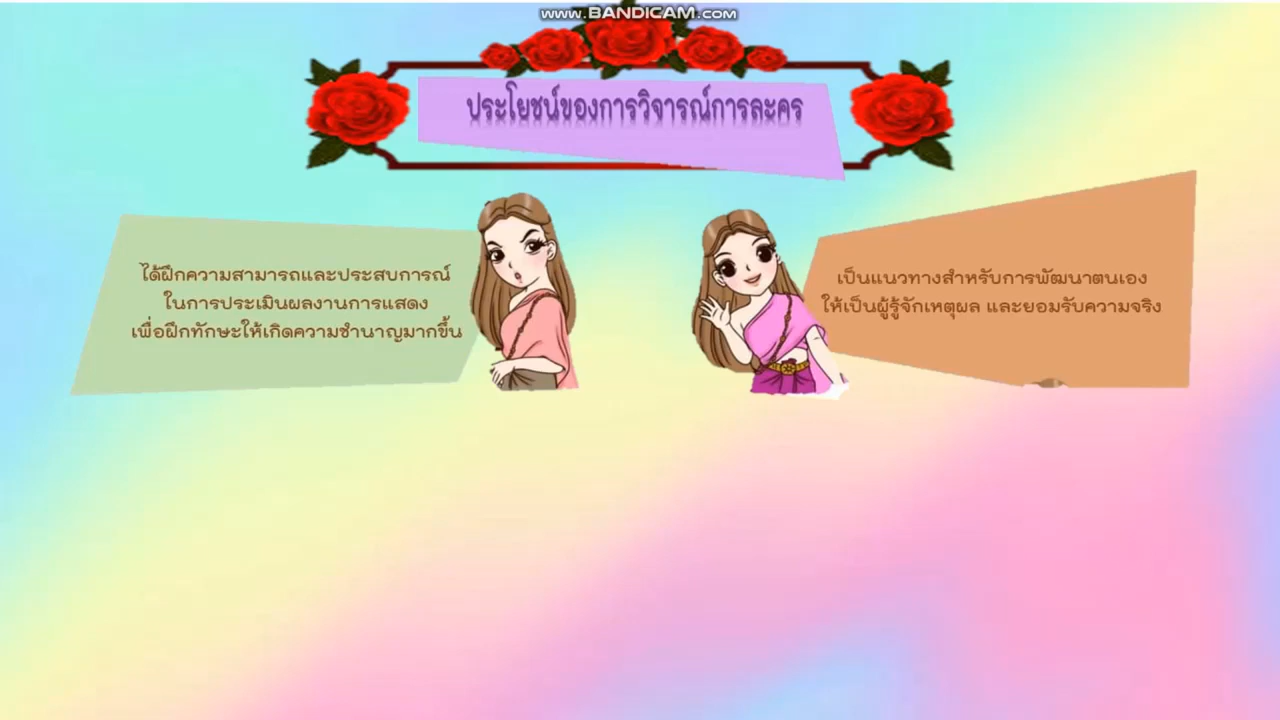 www.BANDICAM.com
ประโยชน์ของการวิจารณ์การละคร
ได้ฝึกความสามารถและประสบการณ์
ในการประเมินผลงานการแสดง
เพื่อฝึกทักษะให้เกิดความชำนาญมากขึ้น
เป็นแนวทางสำหรับการพัฒนาตนเอง
ให้เป็นผู้รู้จักเหตุผล และยอมรับความจริง